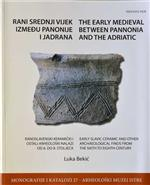 RANI SREDNJI VIJEK
IZMEĐU PANONIJE
I JADRANA
THE EARLY MEDIEVAL
BETWEEN PANNONIA
AND THE ADRIATIC
RANOSLAVENSKI KERAMIČKI I
OSTALI ARHEOLOŠKI NALAZI
OD 6. DO 8. STOLJEĆA
EARLY SLAVIC CERAMIC AND OTHER
ARCHAEOLOGICAL FINDS FROM
THE SIXTH TO EIGHTH CENTURY
Luka Bekić
MONOGRAFIJE I KATALOZI 27 - ARHEOLOŠKI MUZEJ ISTRE